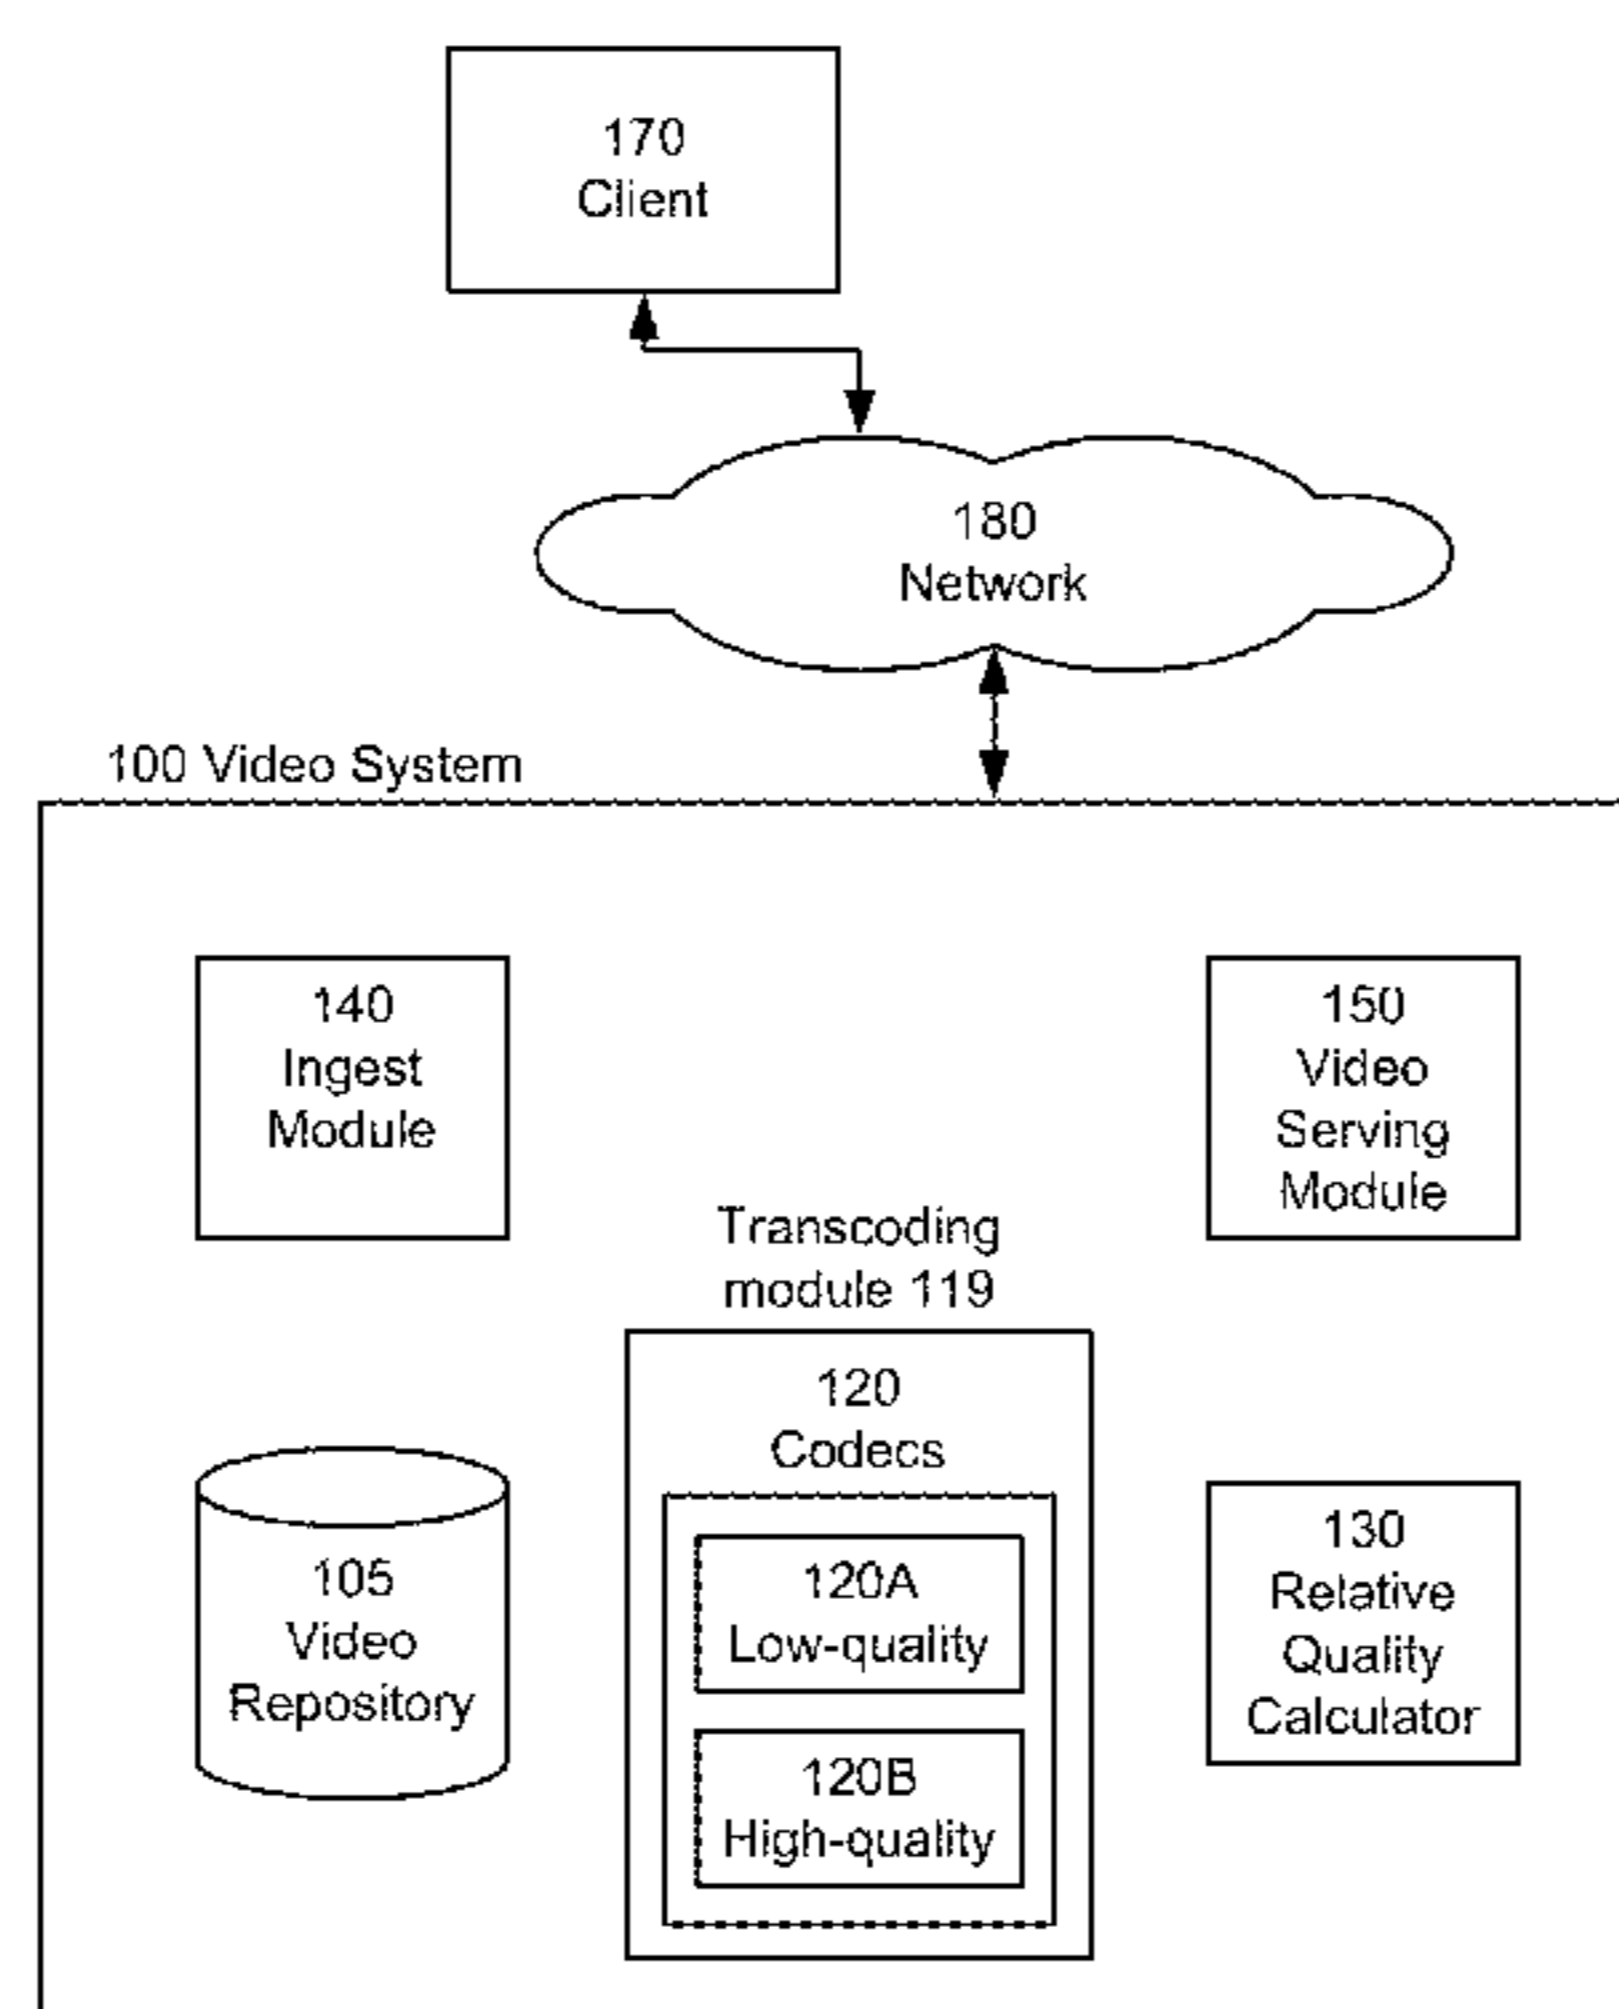 170
Client
180
Network
100 Video System
140
Ingest
Module
150
Video
Serving
Module
Transcoding
module 119
120
Codecs
120A
Low-quality
120B
High-quality
105
Video
Repository
130
Relative
Quality
Calculator